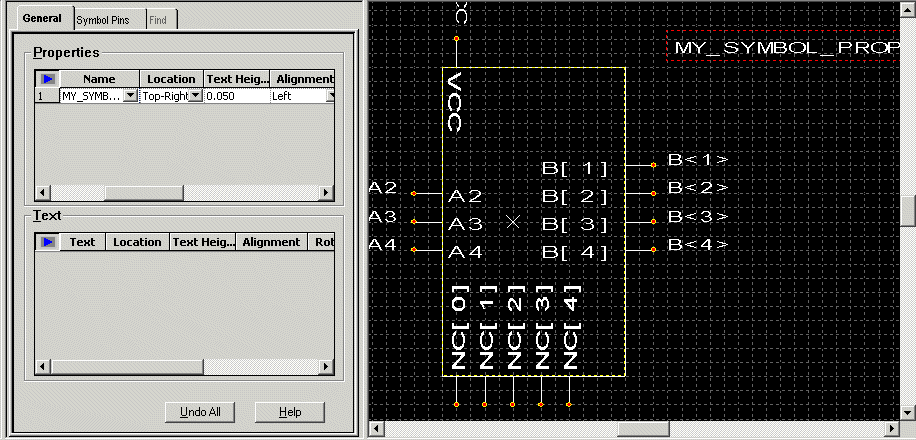 General Symbol Pins Find
Properties
Name Location Text Heig... Alignment
1 MY_SYMB... Top-Right 0.050 Left
Text
Text Location Text Heig... Alignment Rot
Undo All Help
CC
MY_SYMBOL_PROP
VCC
B[ 1] B<1>
A2 A2 B[ 2] B<2>
A3 A3 B[ 3] B<3>
A4 A4 B[ 4] B<4>
NC[ 0]
NC[ 1]
NC[ 2]
NC[ 3]
NC[ 4]